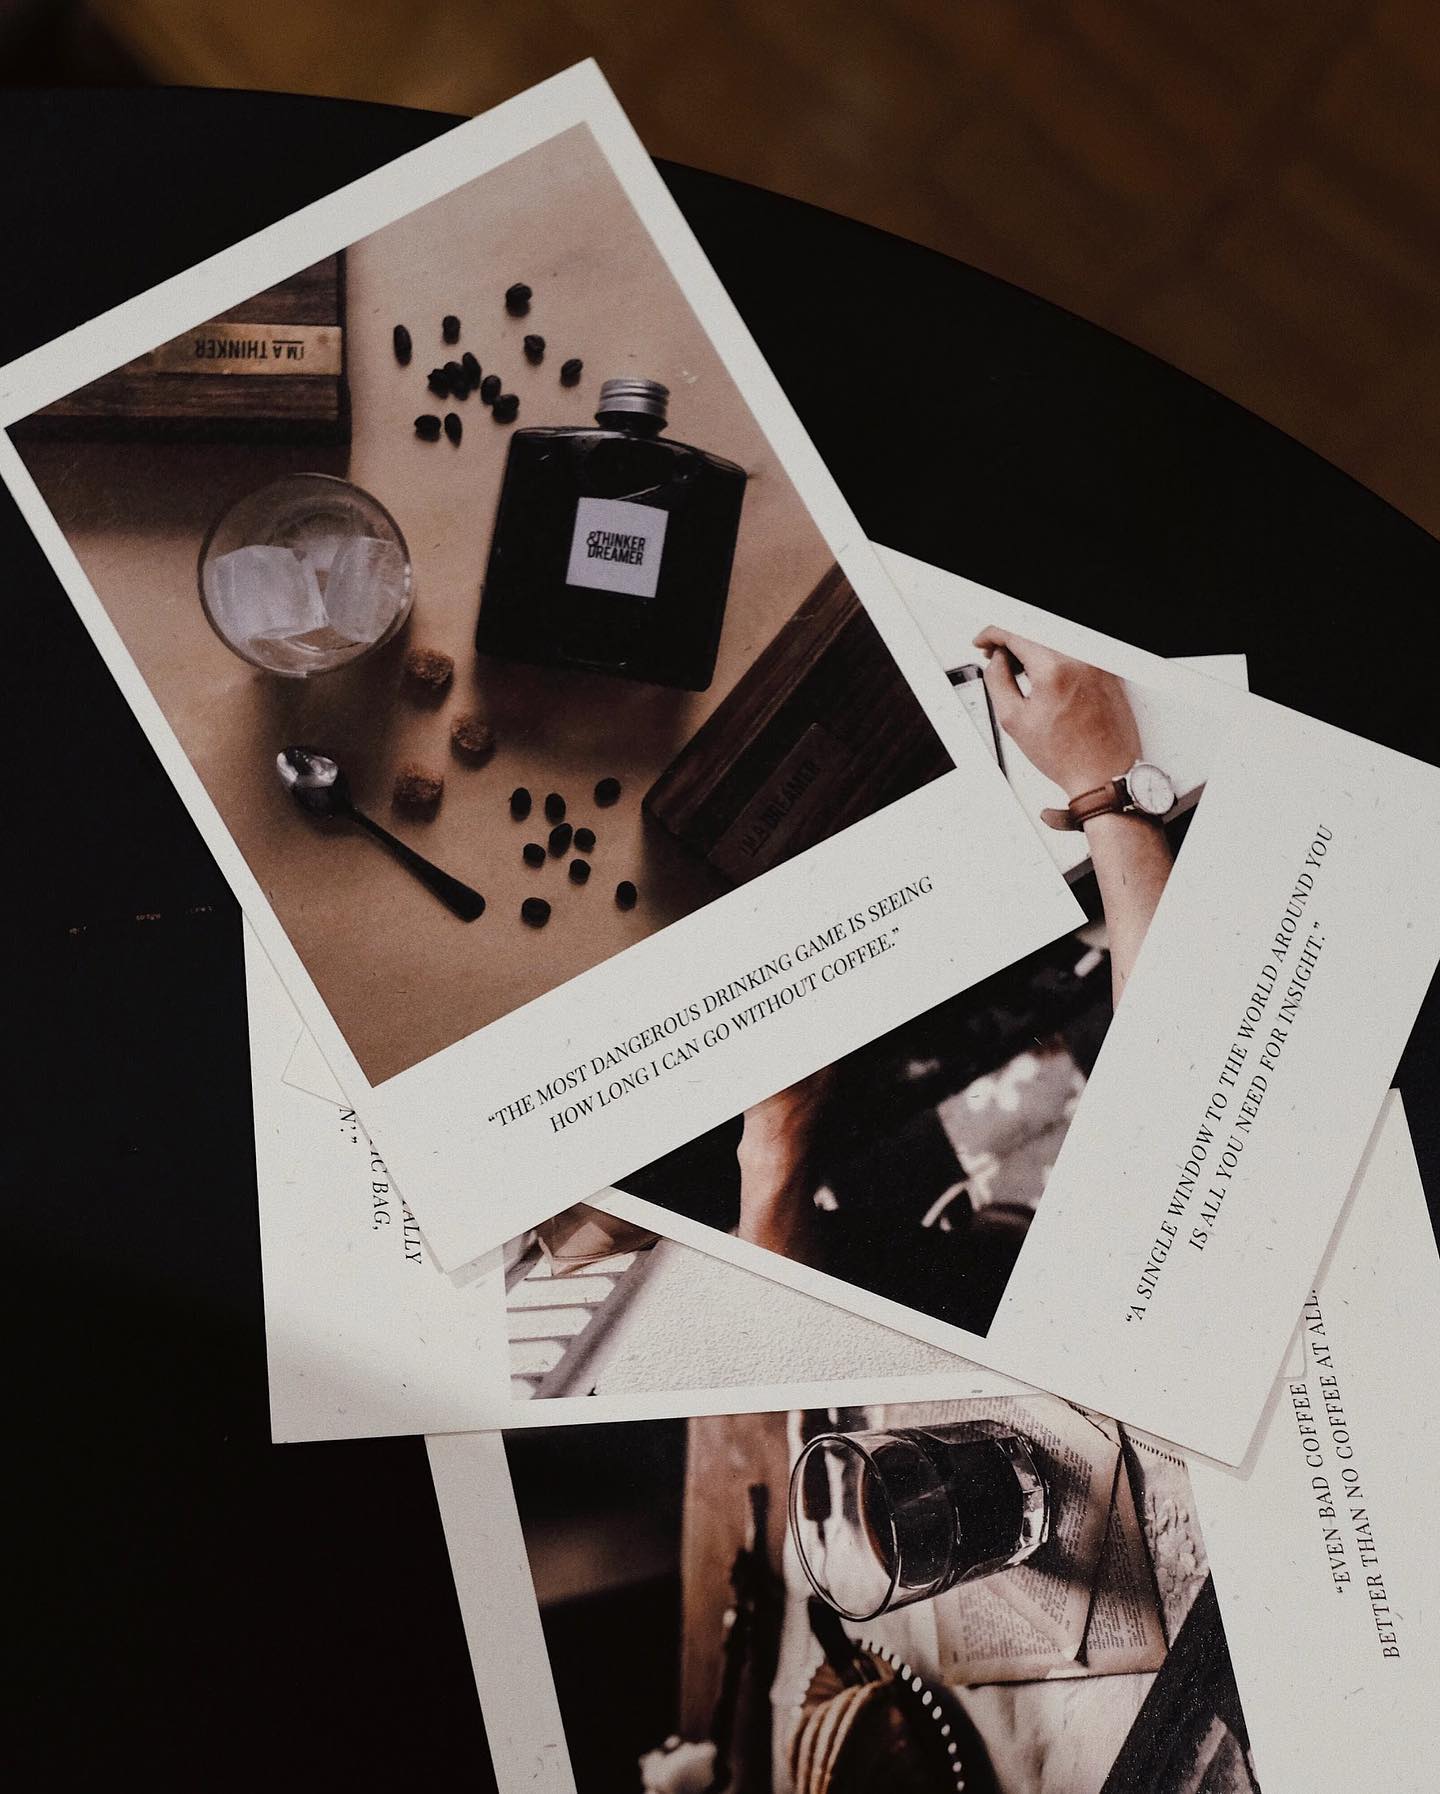 I'M A THINKER
&THINKER
DREAMER
I'M A DREAMER
“THE MOST DANGEROUS DRINKING GAME IS SEEING
HOW LONG I CAN GO WITHOUT COFFEE.”
“A SINGLE WINDOW TO THE WORLD AROUND YOU
IS ALL YOU NEED FOR INSIGHT.”
BAG,
“EVEN BAD COFFEE
BETTER THAN NO COFFEE AT ALL.